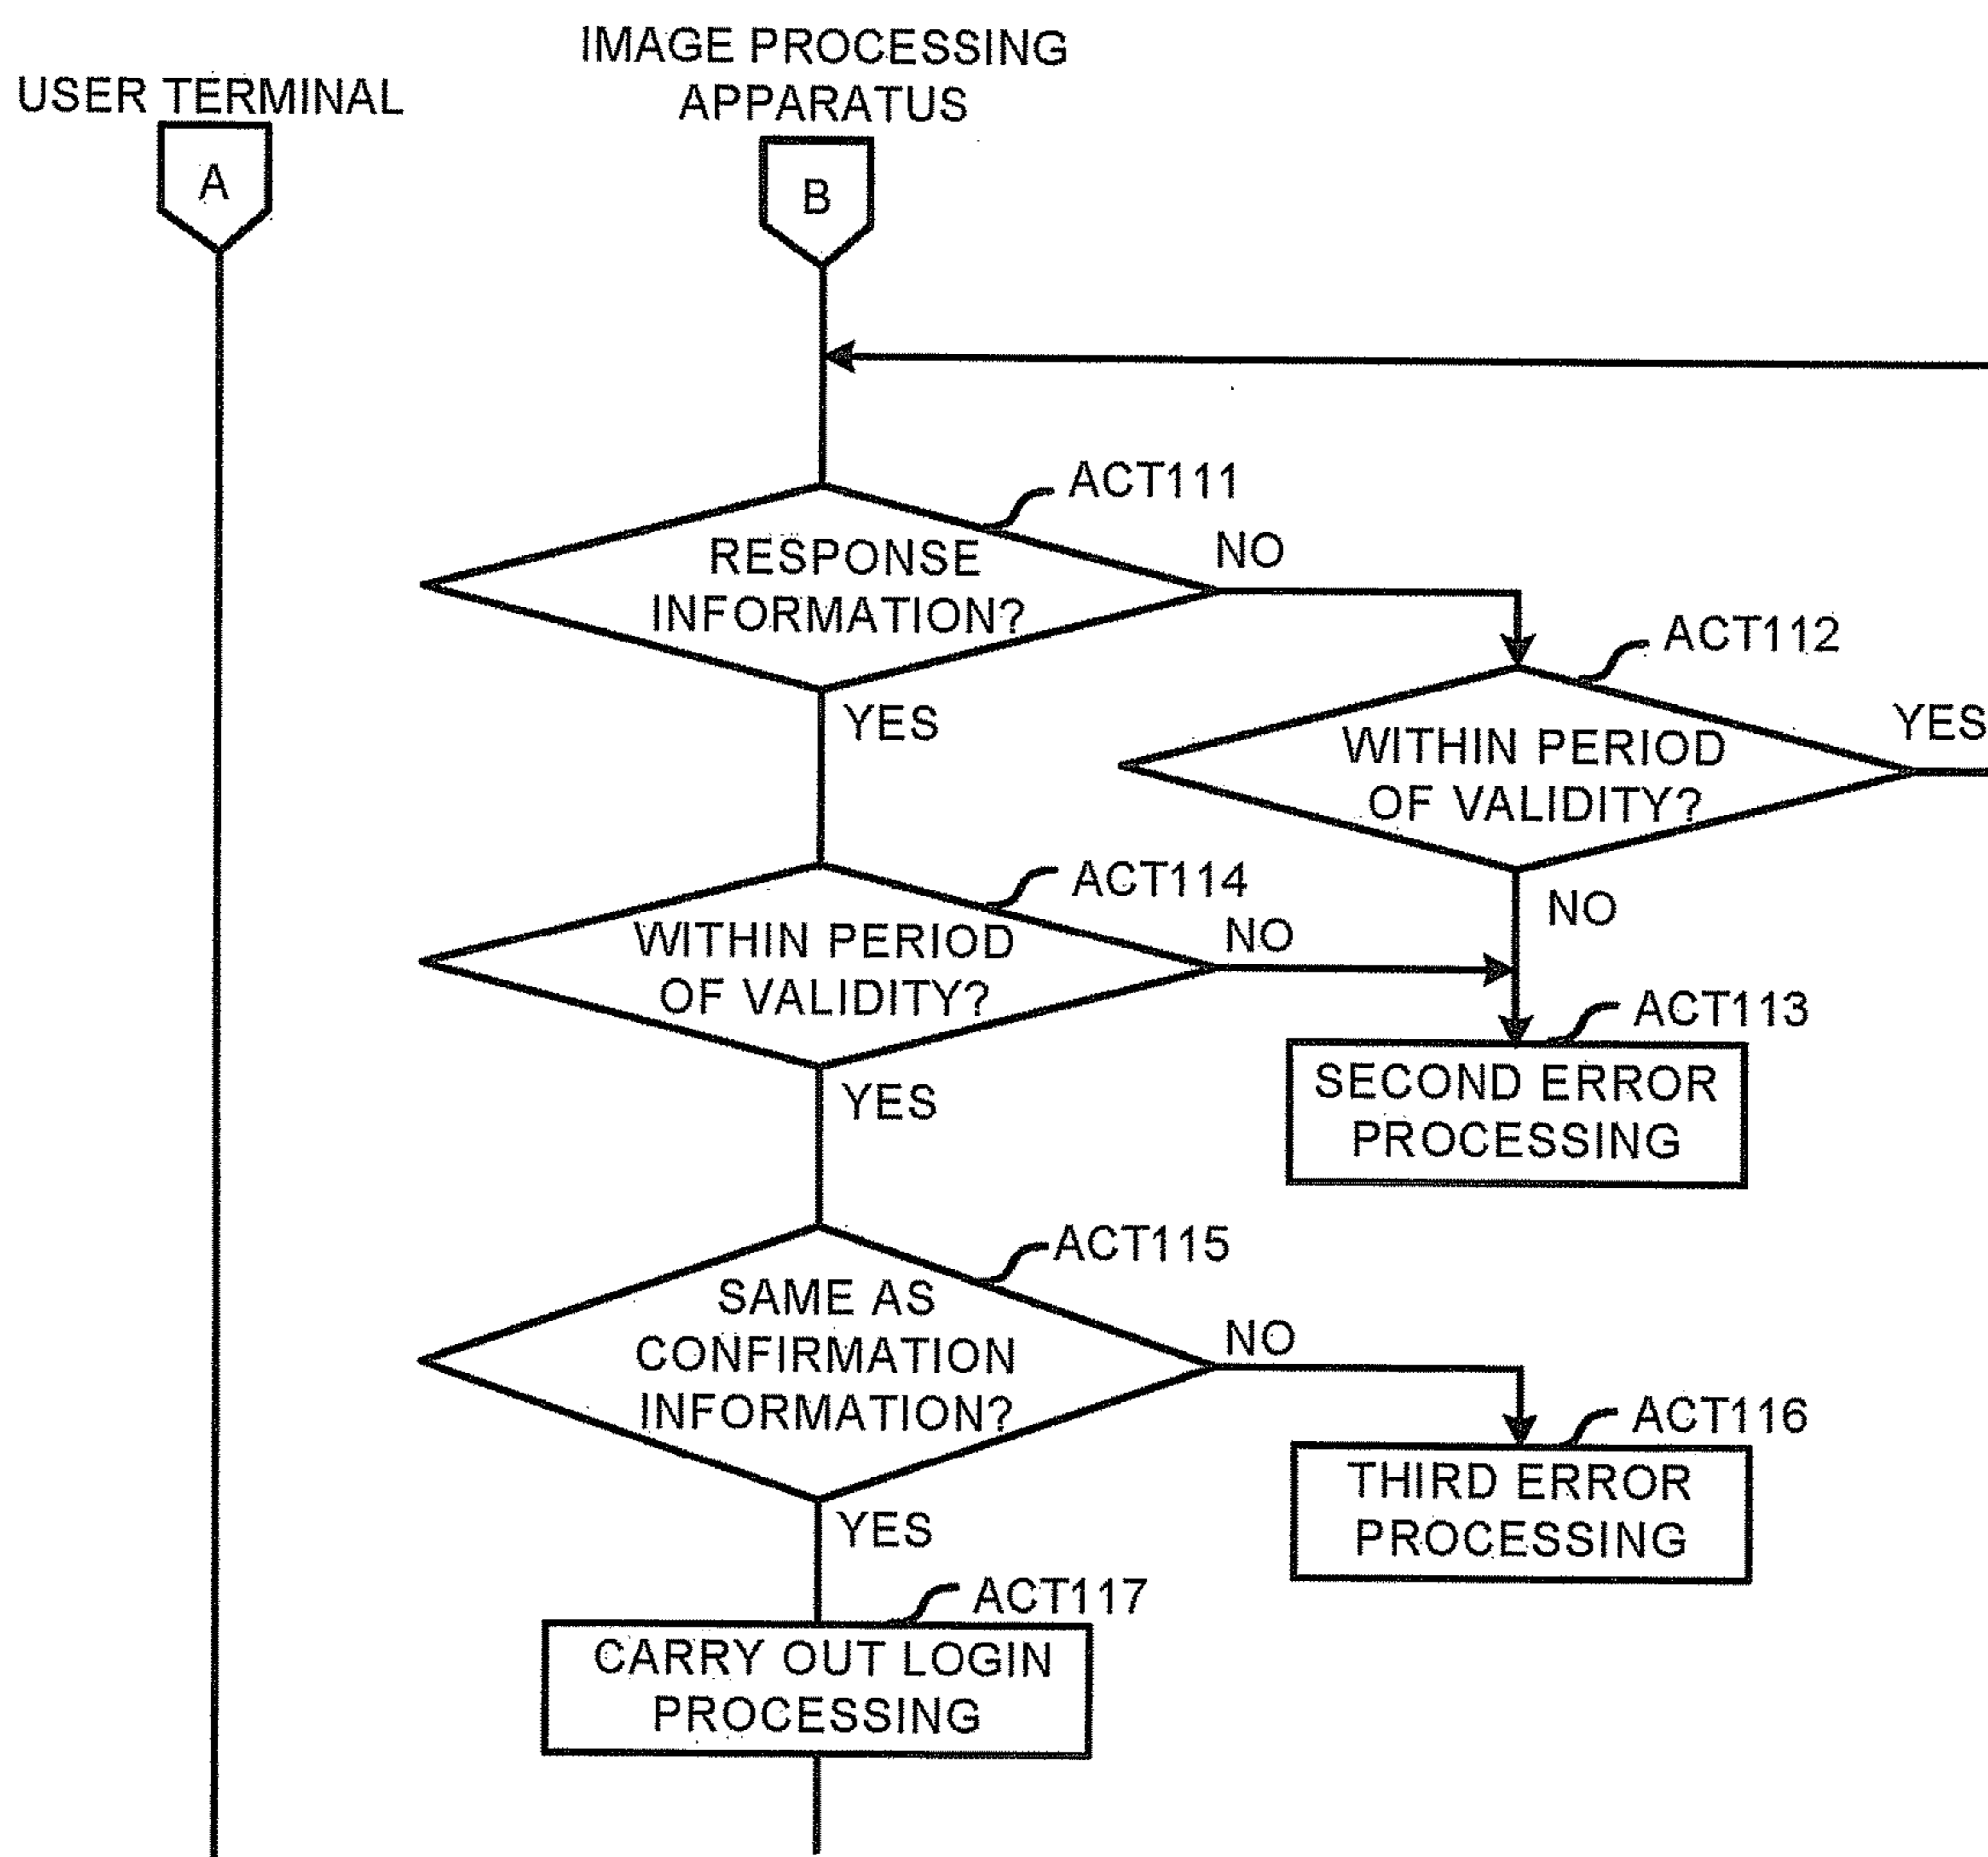 IMAGE PROCESSING
APPARATUS
USER TERMINAL
A
B
ACT111
RESPONSE
INFORMATION?
NO
YES
ACT112
WITHIN PERIOD
OF VALIDITY?
YES
NO
ACT114
WITHIN PERIOD
OF VALIDITY?
NO
YES
ACT113
SECOND ERROR
PROCESSING
ACT115
SAME AS
CONFIRMATION
INFORMATION?
NO
YES
ACT116
THIRD ERROR
PROCESSING
ACT117
CARRY OUT LOGIN
PROCESSING